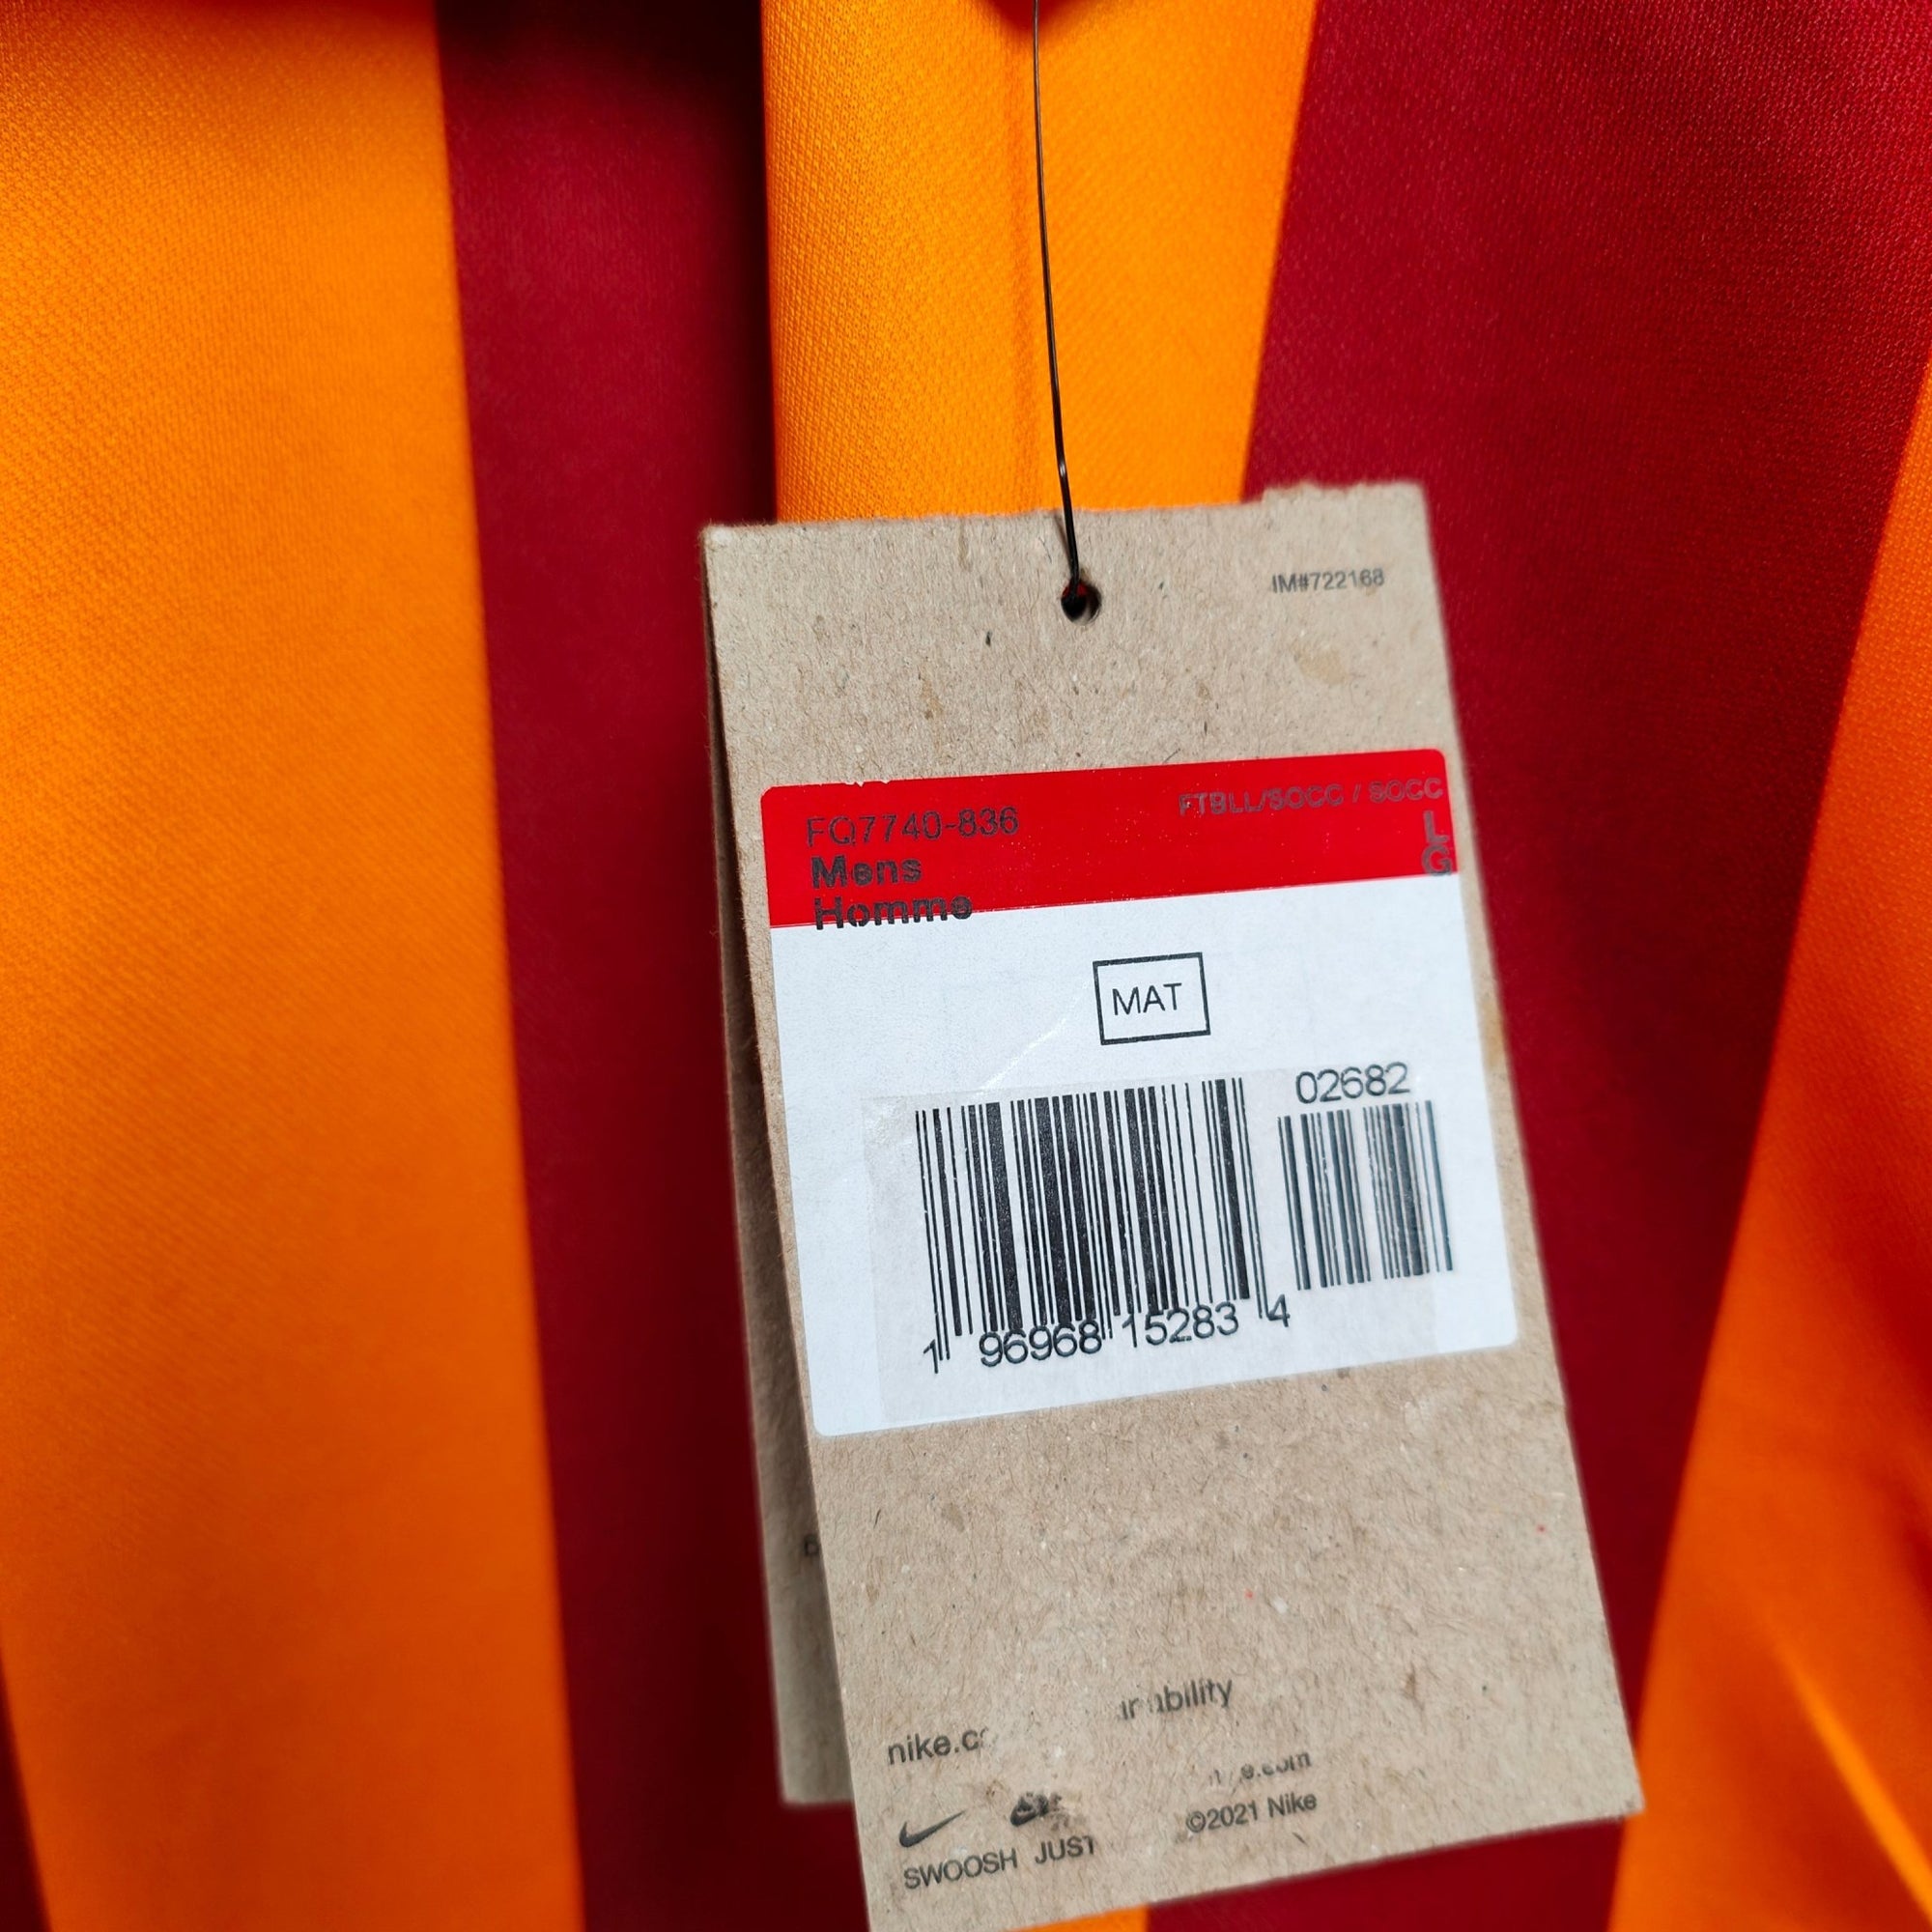 IM#722168
FQ7740-836
FTBLL/SOCC / SOCC
Mens
L
G
Homme
MAT
02682
1 96968 15283 4
nike.c
ability
©2021 Nike
SWOOSH JUST